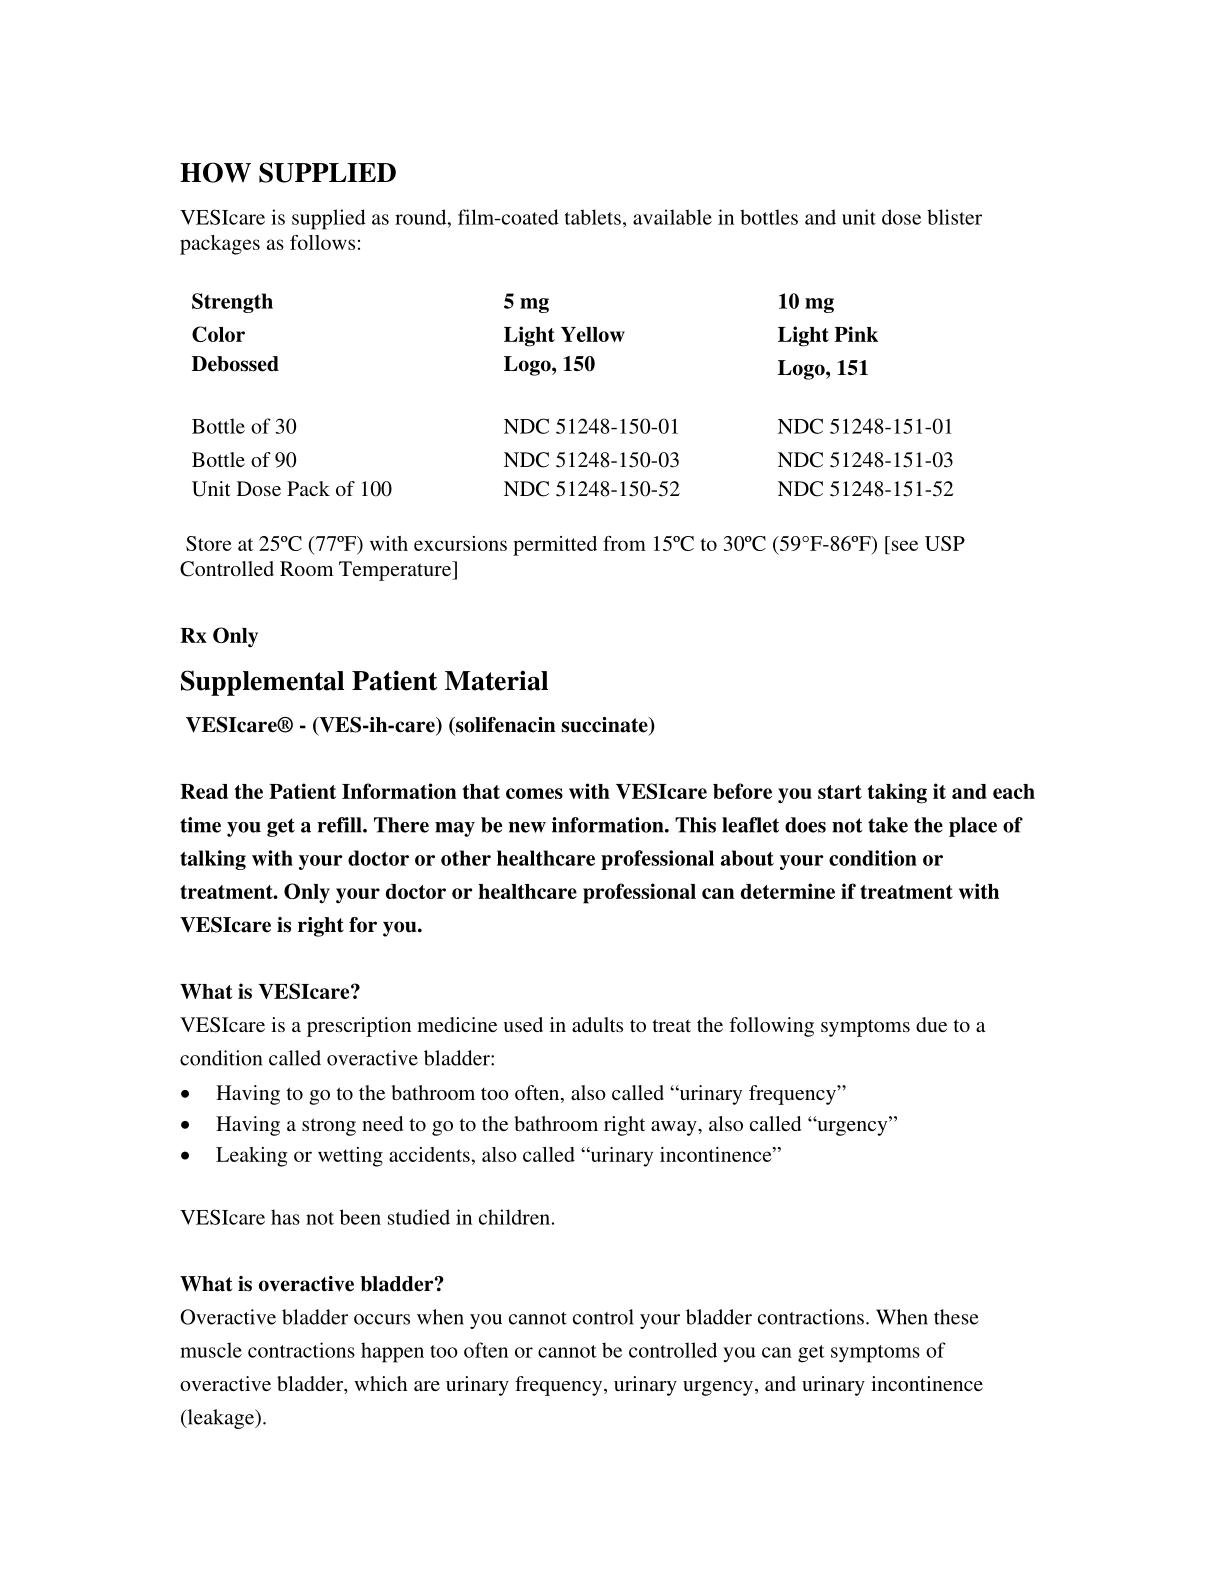 HOW SUPPLIED
VESIcare is supplied as round, film-coated tablets, available in bottles and unit dose blister
packages as follows:
Strength 5 mg 10 mg
Color Light Yellow Light Pink
Debossed Logo, 150 Logo, 151
Bottle of 30 NDC 51248-150-01 NDC 51248-151-01
Bottle of 90 NDC 51248-150-03 NDC 51248-151-03
Unit Dose Pack of 100 NDC 51248-150-52 NDC 51248-151-52
Store at 25ºC (77ºF) with excursions permitted from 15ºC to 30ºC (59°F-86ºF) [see USP
Controlled Room Temperature]
Rx Only
Supplemental Patient Material
VESIcare® - (VES-ih-care) (solifenacin succinate)
Read the Patient Information that comes with VESIcare before you start taking it and each
time you get a refill. There may be new information. This leaflet does not take the place of
talking with your doctor or other healthcare professional about your condition or
treatment. Only your doctor or healthcare professional can determine if treatment with
VESIcare is right for you.
What is VESIcare?
VESIcare is a prescription medicine used in adults to treat the following symptoms due to a
condition called overactive bladder:
• Having to go to the bathroom too often, also called “urinary frequency”
• Having a strong need to go to the bathroom right away, also called “urgency”
• Leaking or wetting accidents, also called “urinary incontinence”
VESIcare has not been studied in children.
What is overactive bladder?
Overactive bladder occurs when you cannot control your bladder contractions. When these
muscle contractions happen too often or cannot be controlled you can get symptoms of
overactive bladder, which are urinary frequency, urinary urgency, and urinary incontinence
(leakage).